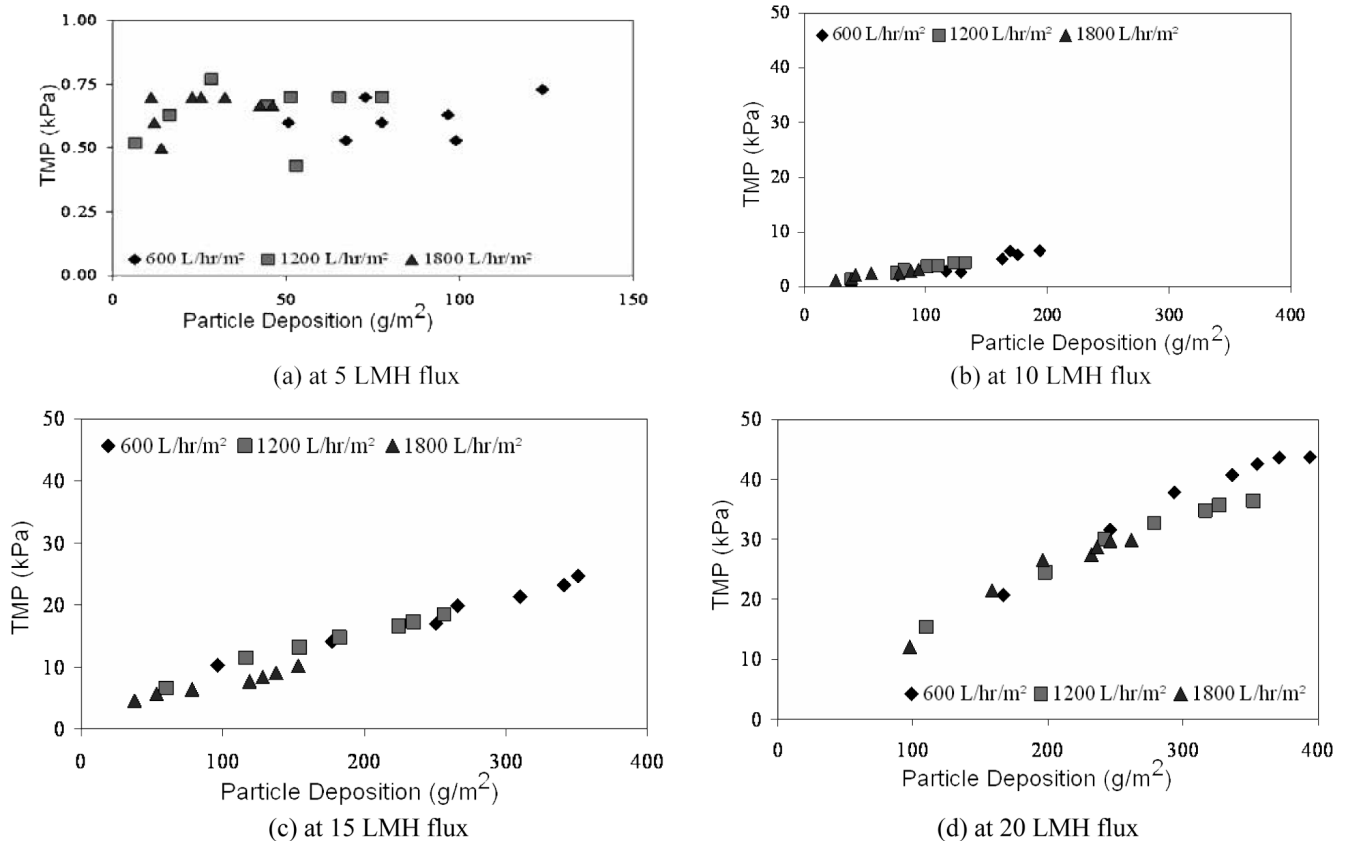 1.00
0.75
0.50
0.25
0.00
TMP (kPa)
600 L/hr/m² 1200 L/hr/m² 1800 L/hr/m²
0 50 100 150
Particle Deposition (g/m²)
(a) at 5 LMH flux
50
40
30
20
10
0
TMP (kPa)
600 L/hr/m² 1200 L/hr/m² 1800 L/hr/m²
0 100 200 300 400
Particle Deposition (g/m²)
(b) at 10 LMH flux
50
40
30
20
10
0
TMP (kPa)
600 L/hr/m² 1200 L/hr/m² 1800 L/hr/m²
0 100 200 300 400
Particle Deposition (g/m²)
(c) at 15 LMH flux
50
40
30
20
10
0
TMP (kPa)
600 L/hr/m² 1200 L/hr/m² 1800 L/hr/m²
0 100 200 300 400
Particle Deposition (g/m²)
(d) at 20 LMH flux